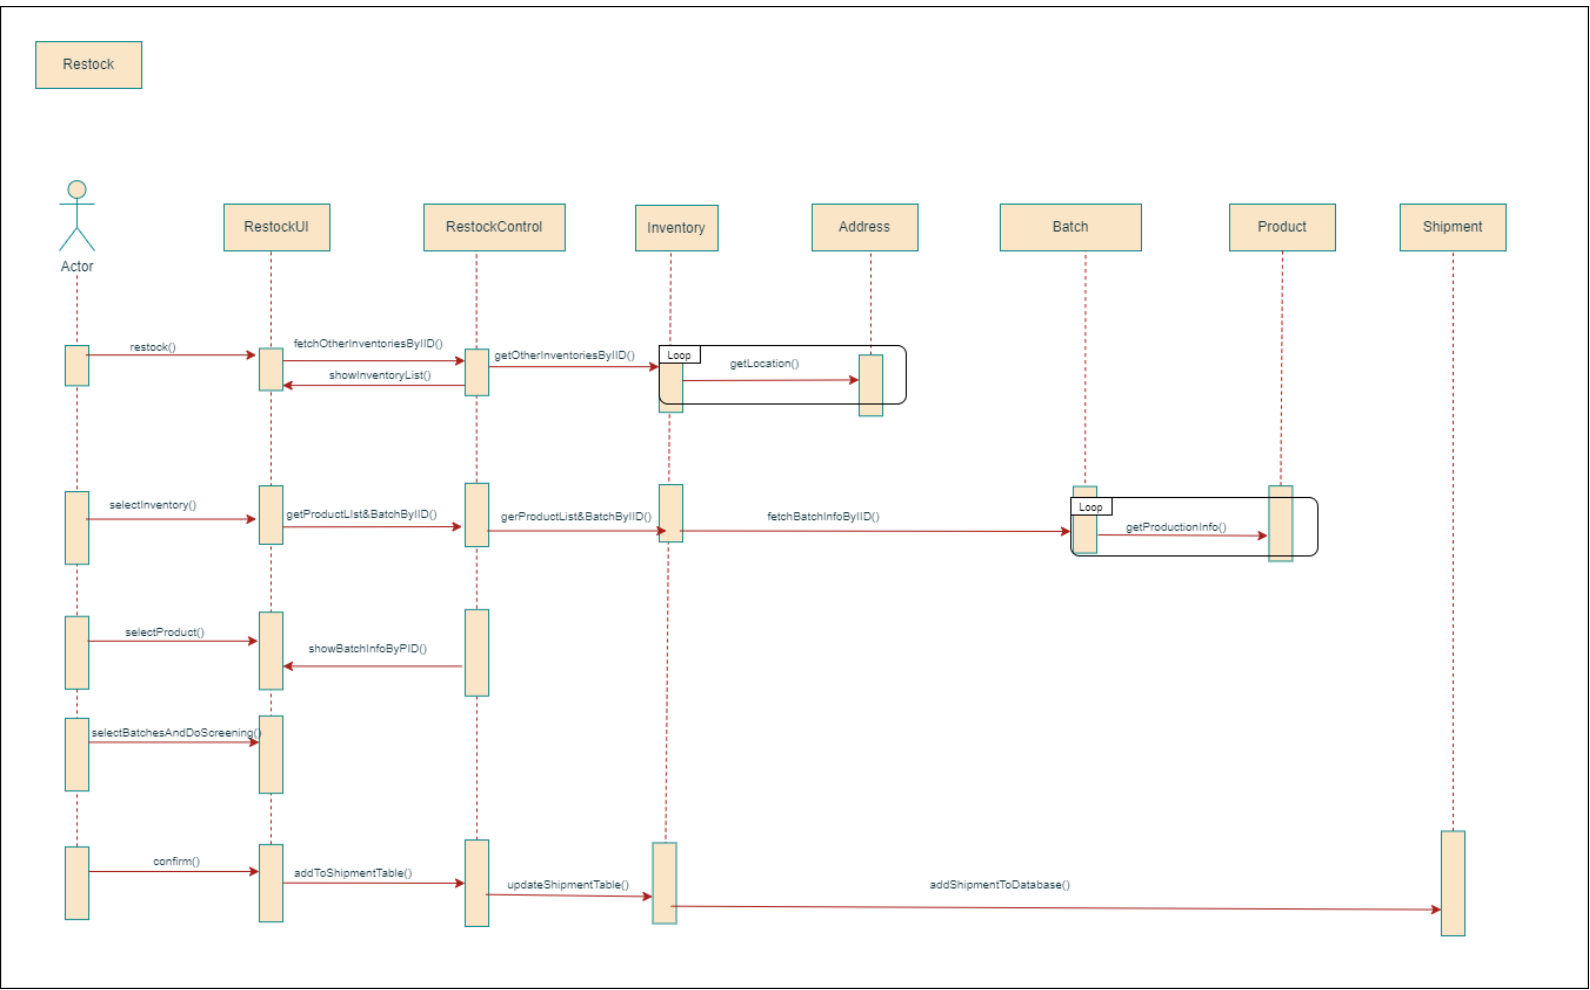 Restock
Actor
RestockUI
RestockControl
Inventory
Address
Batch
Product
Shipment
restock()
fetchOtherInventoriesByIID()
getOtherInventoriesByIID()
Loop
getLocation()
showInventoryList()
selectInventory()
getProductLIst&BatchByIID()
gerProductList&BatchByIID()
fetchBatchInfoByIID()
Loop
getProductionInfo()
selectProduct()
showBatchInfoByPID()
selectBatchesAndDoScreening()
confirm()
addToShipmentTable()
updateShipmentTable()
addShipmentToDatabase()